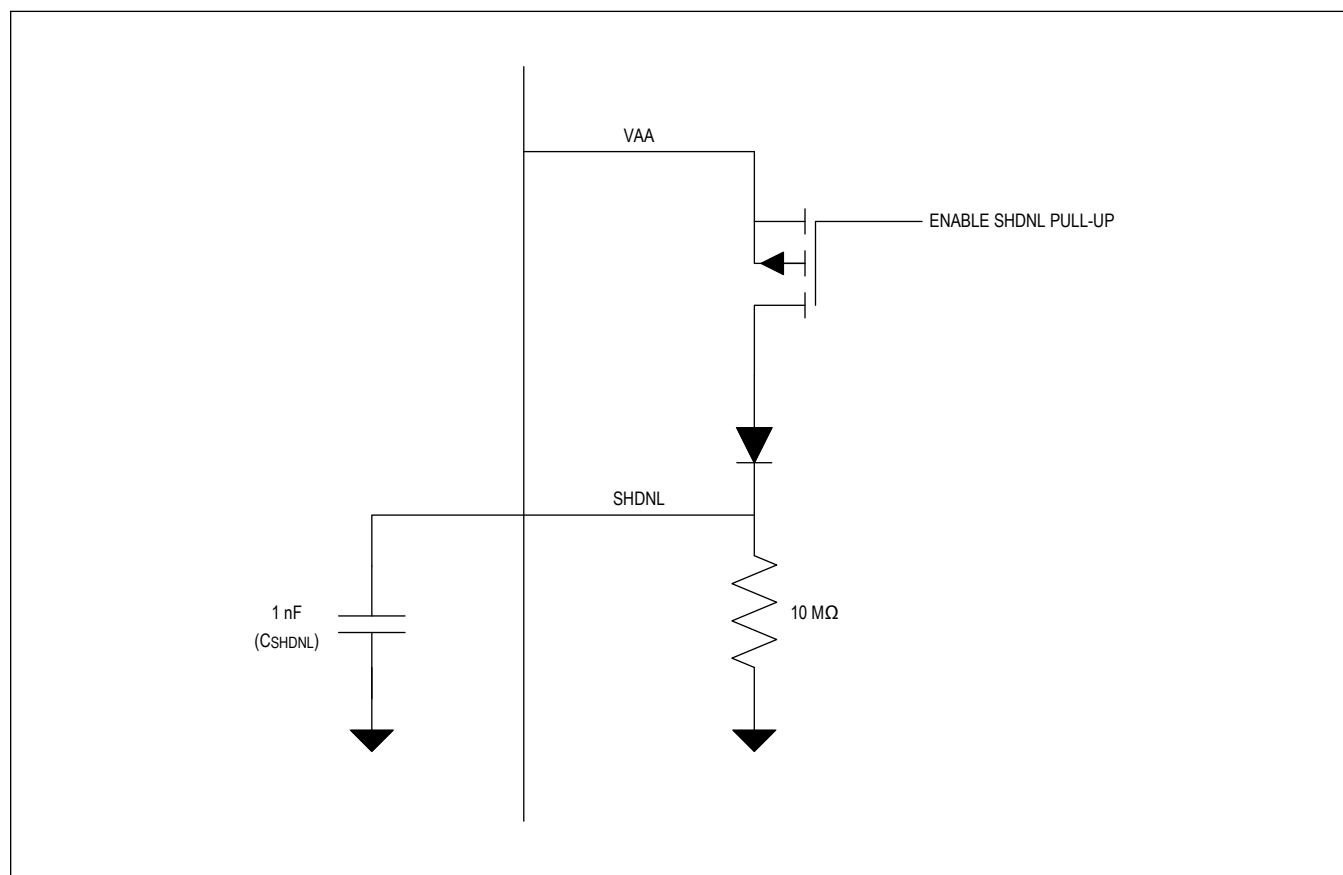 VAA
ENABLE SHDNL PULL-UP
SHDNL
1 nF
(CSHDNL)
10 MΩ